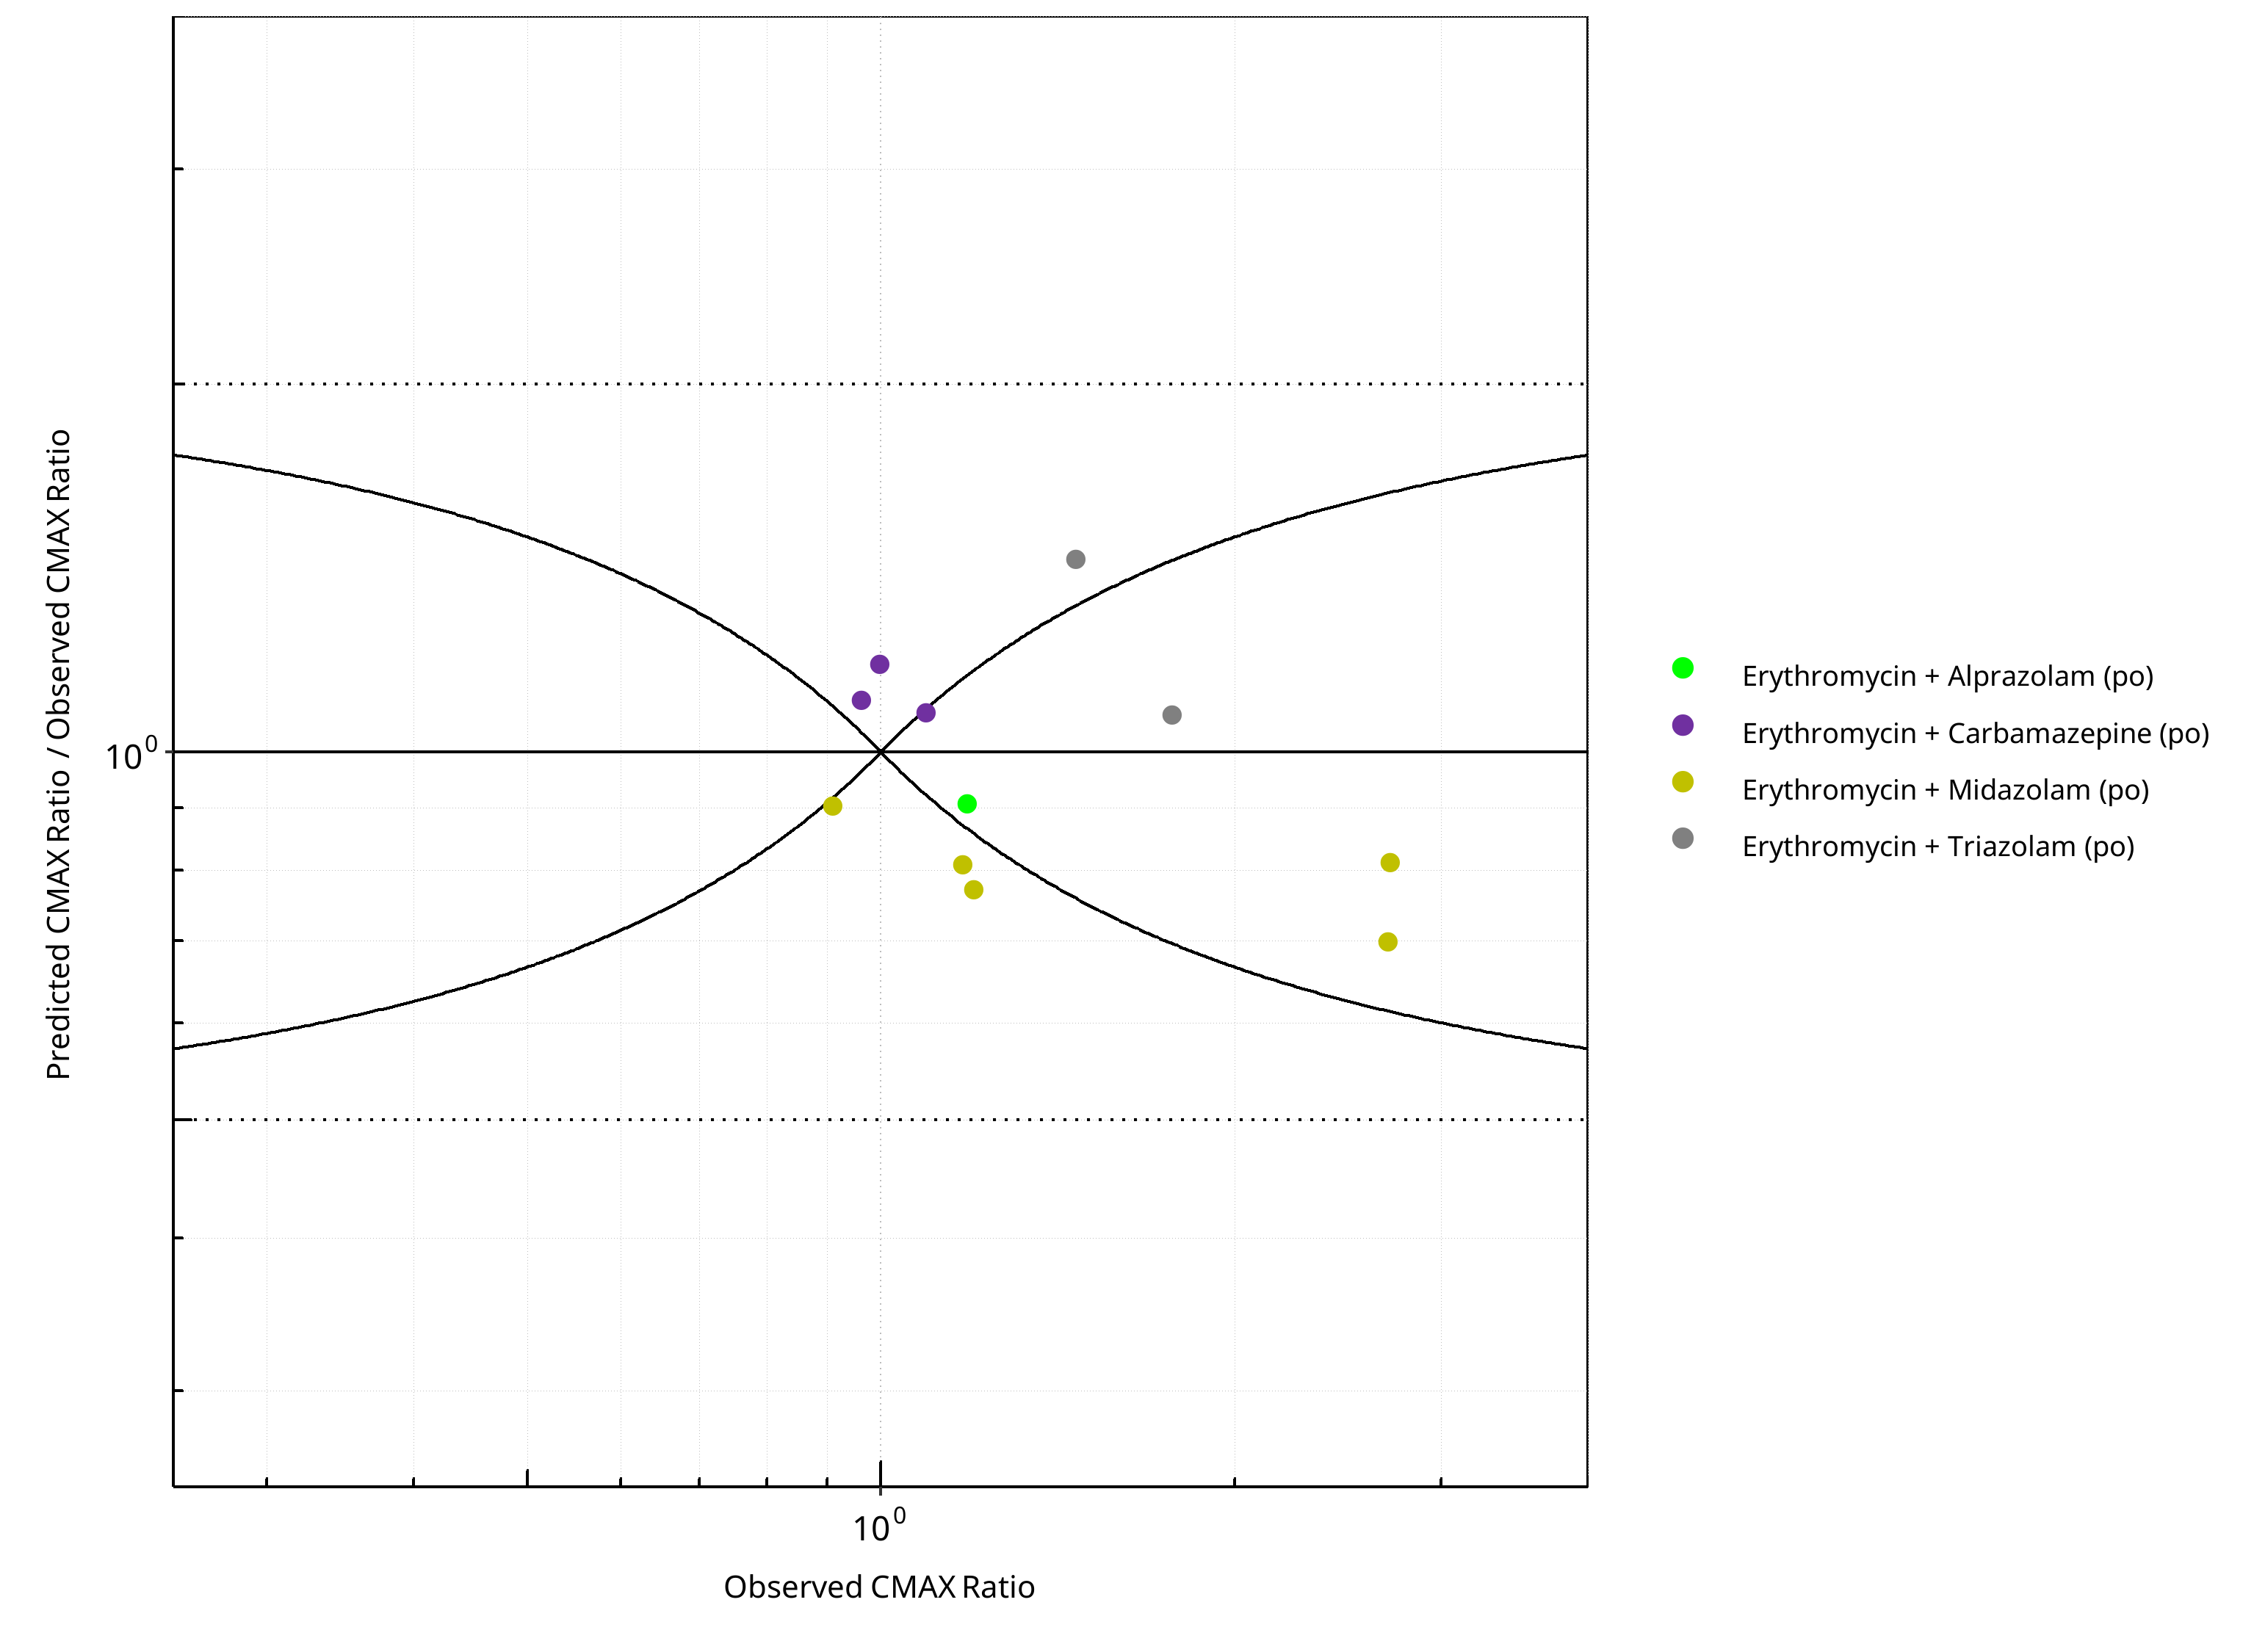 Predicted CMAX Ratio / Observed CMAX Ratio
10⁰
10⁰
Observed CMAX Ratio
Erythromycin + Alprazolam (po)
Erythromycin + Carbamazepine (po)
Erythromycin + Midazolam (po)
Erythromycin + Triazolam (po)